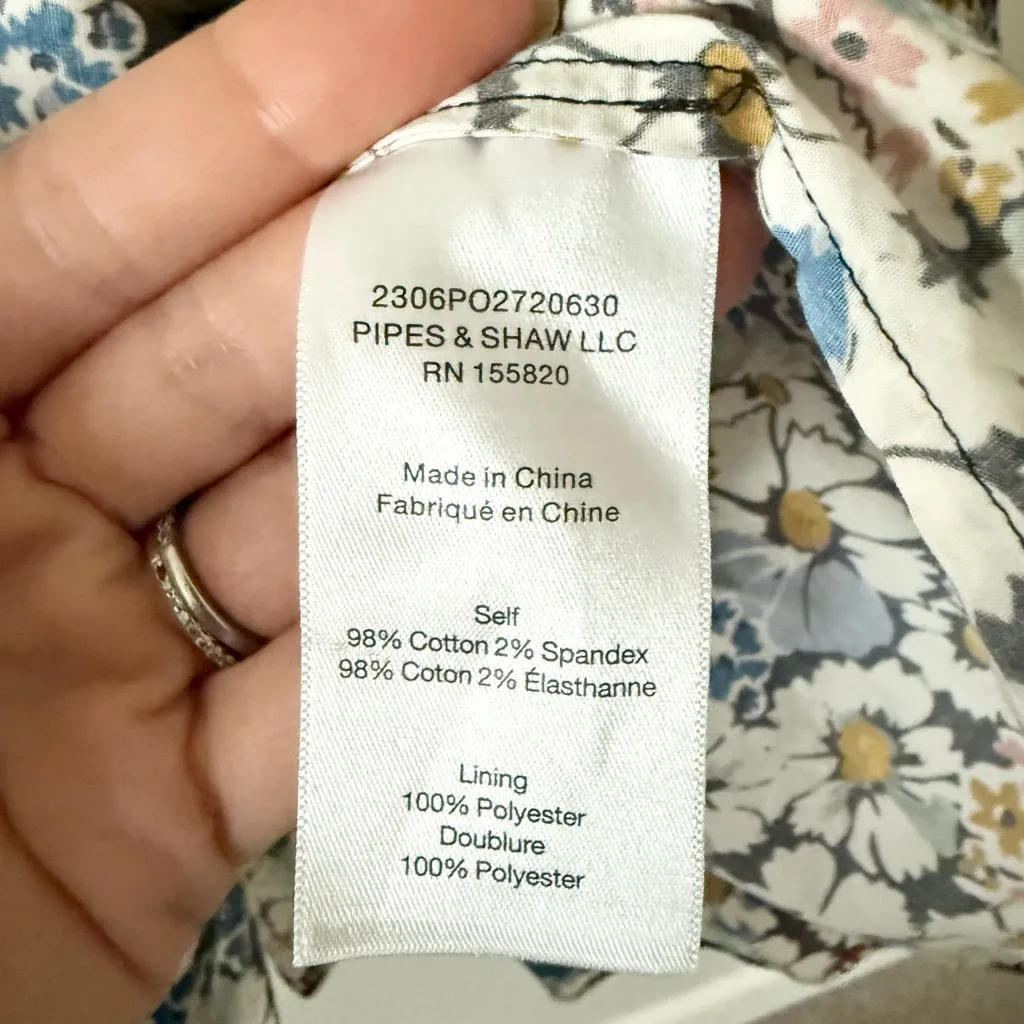 2306PO2720630
PIPES & SHAW LLC
RN 155820
Made in China
Fabriqué en Chine
Self
98% Cotton 2% Spandex
98% Coton 2% Élasthanne
Lining
100% Polyester
Doublure
100% Polyester